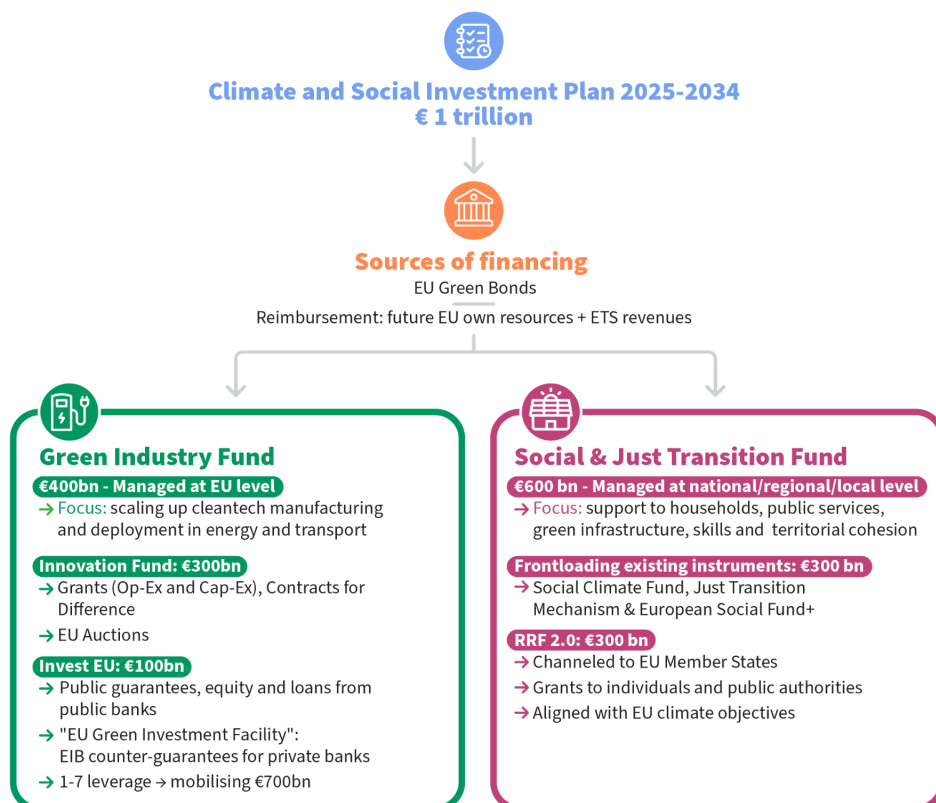 Climate and Social Investment Plan 2025-2034
€ 1 trillion
Sources of financing
EU Green Bonds
Reimbursement: future EU own resources + ETS revenues
Green Industry Fund
€400bn - Managed at EU level
→ Focus: scaling up cleantech manufacturing
and deployment in energy and transport
Innovation Fund: €300bn
→ Grants (Op-Ex and Cap-Ex), Contracts for
Difference
→ EU Auctions
Invest EU: €100bn
→ Public guarantees, equity and loans from
public banks
→ "EU Green Investment Facility":
EIB counter-guarantees for private banks
→ 1-7 leverage → mobilising €700bn
Social & Just Transition Fund
€600 bn - Managed at national/regional/local level
→ Focus: support to households, public services,
green infrastructure, skills and territorial cohesion
Frontloading existing instruments: €300 bn
→ Social Climate Fund, Just Transition
Mechanism & European Social Fund+
RRF 2.0: €300 bn
→ Channeled to EU Member States
→ Grants to individuals and public authorities
→ Aligned with EU climate objectives